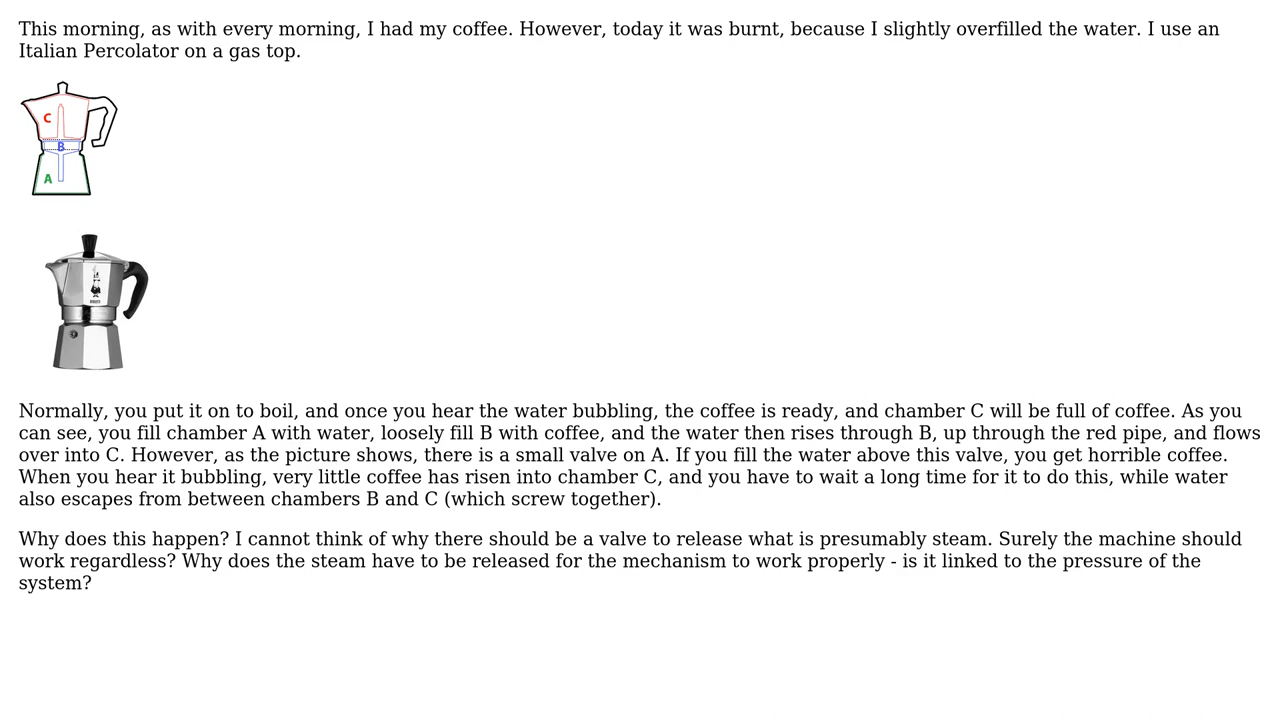 This morning, as with every morning, I had my coffee. However, today it was burnt, because I slightly overfilled the water. I use an
Italian Percolator on a gas top.
C
B
A
Normally, you put it on to boil, and once you hear the water bubbling, the coffee is ready, and chamber C will be full of coffee. As you
can see, you fill chamber A with water, loosely fill B with coffee, and the water then rises through B, up through the red pipe, and flows
over into C. However, as the picture shows, there is a small valve on A. If you fill the water above this valve, you get horrible coffee.
When you hear it bubbling, very little coffee has risen into chamber C, and you have to wait a long time for it to do this, while water
also escapes from between chambers B and C (which screw together).
Why does this happen? I cannot think of why there should be a valve to release what is presumably steam. Surely the machine should
work regardless? Why does the steam have to be released for the mechanism to work properly - is it linked to the pressure of the
system?